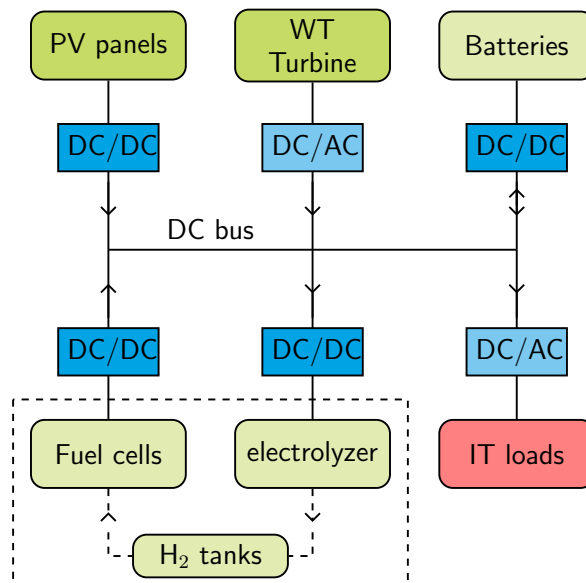 PV panels
WT
Turbine
Batteries
DC/DC
DC/AC
DC/DC
DC bus
DC/DC
DC/DC
DC/AC
Fuel cells
electrolyzer
IT loads
H₂ tanks